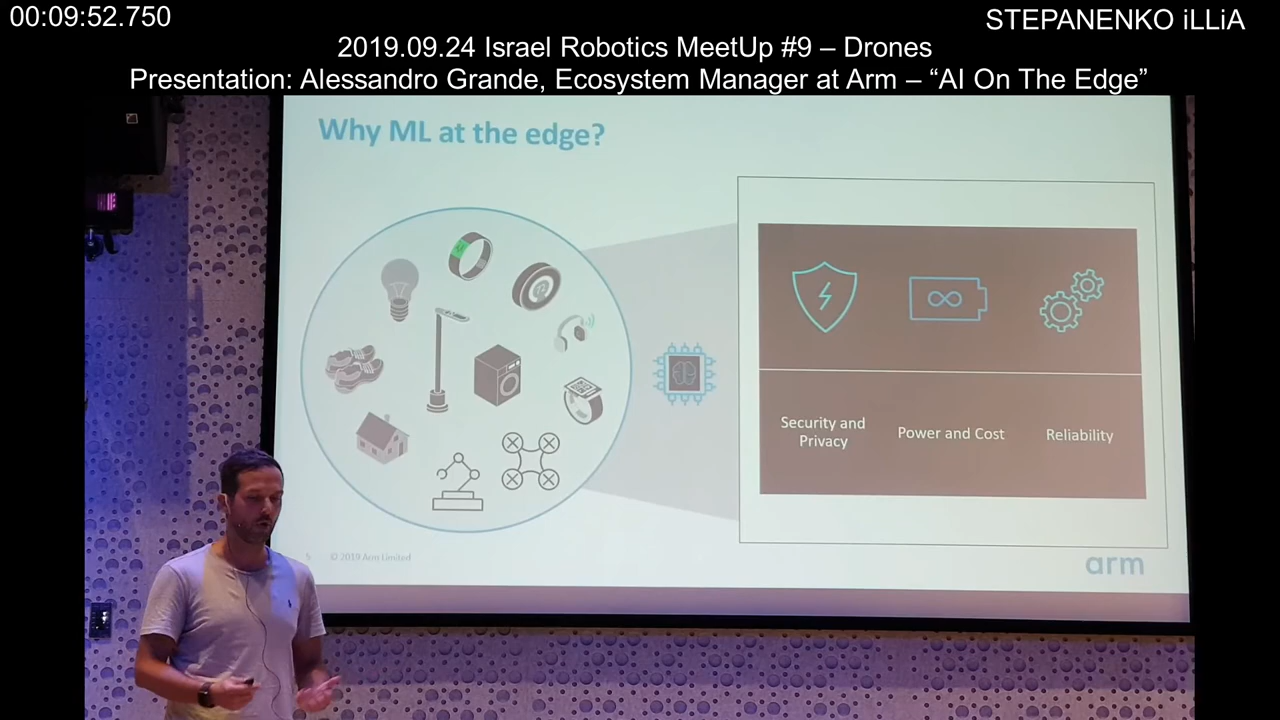 00:09:52.750
STEPANENKO iLLiA
2019.09.24 Israel Robotics MeetUp #9 – Drones
Presentation: Alessandro Grande, Ecosystem Manager at Arm – “AI On The Edge”
Why ML at the edge?
Security and
Privacy
Power and Cost
Reliability
5 © 2019 Arm Limited
arm